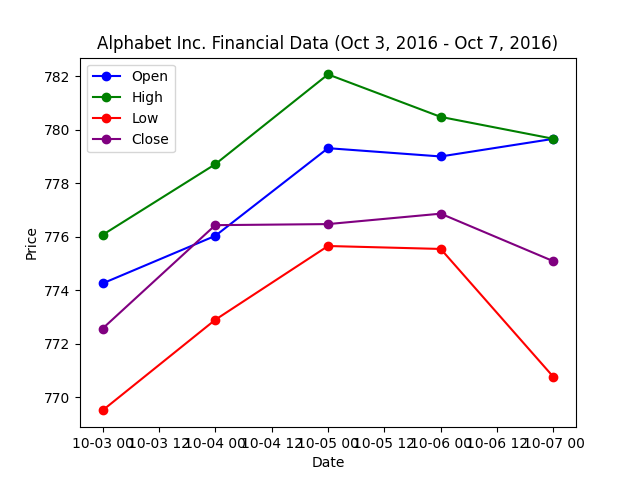 Alphabet Inc. Financial Data (Oct 3, 2016 - Oct 7, 2016)
Open
High
Low
Close
782
780
778
776
774
772
770
Price
10-03 00 10-03 12 10-04 00 10-04 12 10-05 00 10-05 12 10-06 00 10-06 12 10-07 00
Date